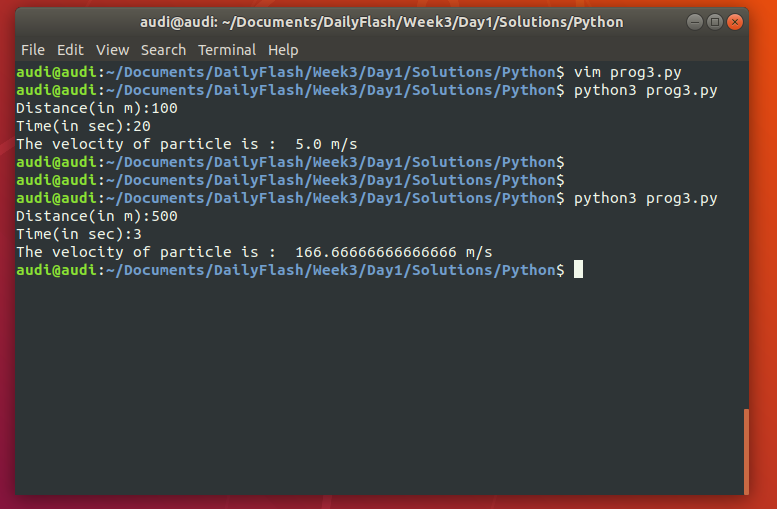 audi@audi: ~/Documents/DailyFlash/Week3/Day1/Solutions/Python
File Edit View Search Terminal Help
audi@audi:~/Documents/DailyFlash/Week3/Day1/Solutions/Python$ vim prog3.py
audi@audi:~/Documents/DailyFlash/Week3/Day1/Solutions/Python$ python3 prog3.py
Distance(in m):100
Time(in sec):20
The velocity of particle is :  5.0 m/s
audi@audi:~/Documents/DailyFlash/Week3/Day1/Solutions/Python$
audi@audi:~/Documents/DailyFlash/Week3/Day1/Solutions/Python$
audi@audi:~/Documents/DailyFlash/Week3/Day1/Solutions/Python$ python3 prog3.py
Distance(in m):500
Time(in sec):3
The velocity of particle is :  166.66666666666666 m/s
audi@audi:~/Documents/DailyFlash/Week3/Day1/Solutions/Python$